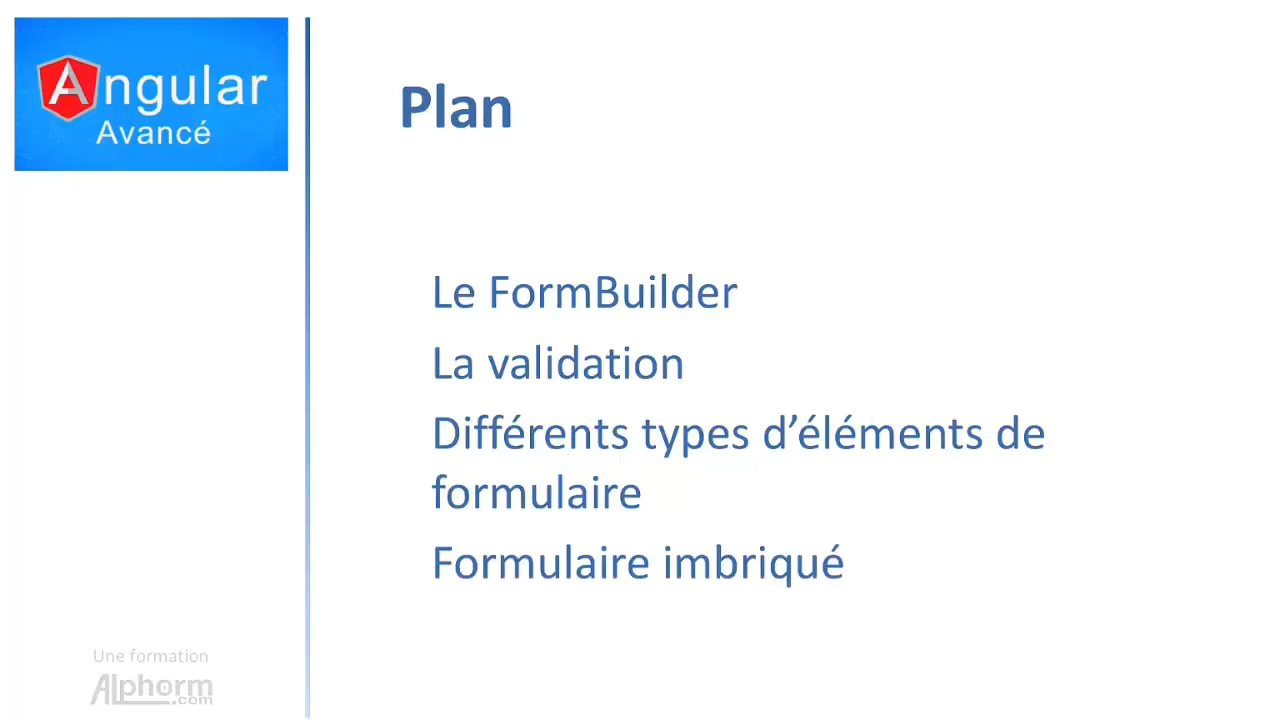 Angular
Avancé
Plan
Le FormBuilder
La validation
Différents types d’éléments de
formulaire
Formulaire imbriqué
Une formation
Alphorm
.com